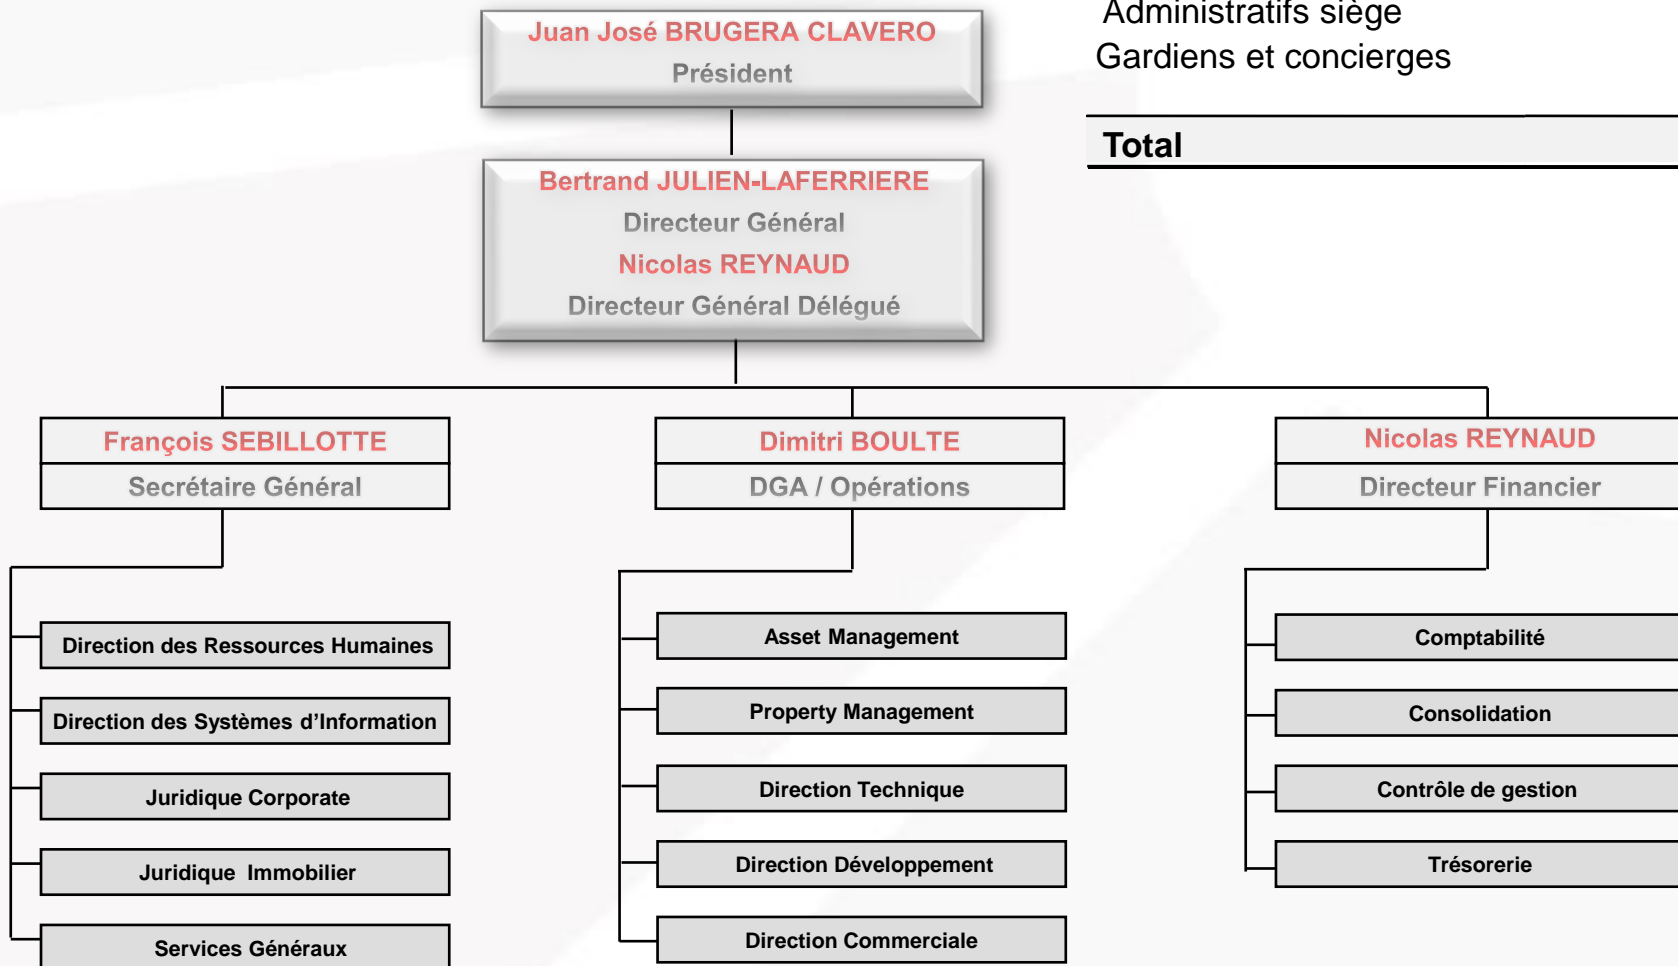 Administratifs siège
Gardiens et concierges
Total
Juan José BRUGERA CLAVERO
Président
Bertrand JULIEN-LAFERRIERE
Directeur Général
Nicolas REYNAUD
Directeur Général Délégué
François SEBILLOTTE
Secrétaire Général
Direction des Ressources Humaines
Direction des Systèmes d’Information
Juridique Corporate
Juridique Immobilier
Services Généraux
Dimitri BOULTE
DGA / Opérations
Asset Management
Property Management
Direction Technique
Direction Développement
Direction Commerciale
Nicolas REYNAUD
Directeur Financier
Comptabilité
Consolidation
Contrôle de gestion
Trésorerie